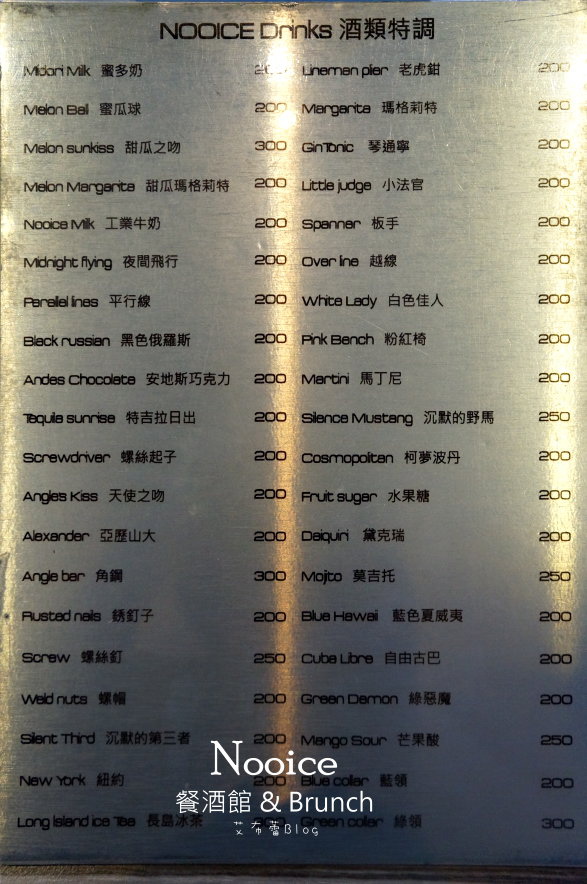 NOOICE Drinks 酒類特調
Midori Milk 蜜多奶 200
Melon Ball 蜜瓜球 200
Melon sunkiss 甜瓜之吻 300
Melon Margarita 甜瓜瑪格莉特 200
Nooice Milk 工業牛奶 200
Midnight flying 夜間飛行 200
Parallel lines 平行線 200
Black russian 黑色俄羅斯 200
Andes Chocolate 安地斯巧克力 200
Tequila sunrise 特吉拉日出 200
Screwdriver 螺絲起子 200
Angles Kiss 天使之吻 200
Alexander 亞歷山大 200
Angle bar 角鋼 300
Rusted nails 銹釘子 200
Screw 螺絲釘 250
Weld nuts 螺帽 200
Silent Third 沉默的第三者 200
New York 紐約 200
Long Island ice Tea 長島冰茶
Lineman plier 老虎鉗 200
Margarita 瑪格莉特 200
GinTonic 琴通寧 200
Little judge 小法官 200
Spanner 板手 200
Over line 越線 200
White Lady 白色佳人 200
Pink Bench 粉紅椅 200
Martini 馬丁尼 200
Silence Mustang 沉默的野馬 250
Cosmopolitan 柯夢波丹 200
Fruit sugar 水果糖 200
Daiquiri 黛克瑞 200
Mojito 莫吉托 250
Blue Hawaii 藍色夏威夷 200
Cuba Libre 自由古巴 200
Green Demon 綠惡魔 200
Mango Sour 芒果酸 250
Blue collar 藍領 200
Green collar 綠領 300
Nooice
餐酒館 & Brunch
艾布蕾Blog